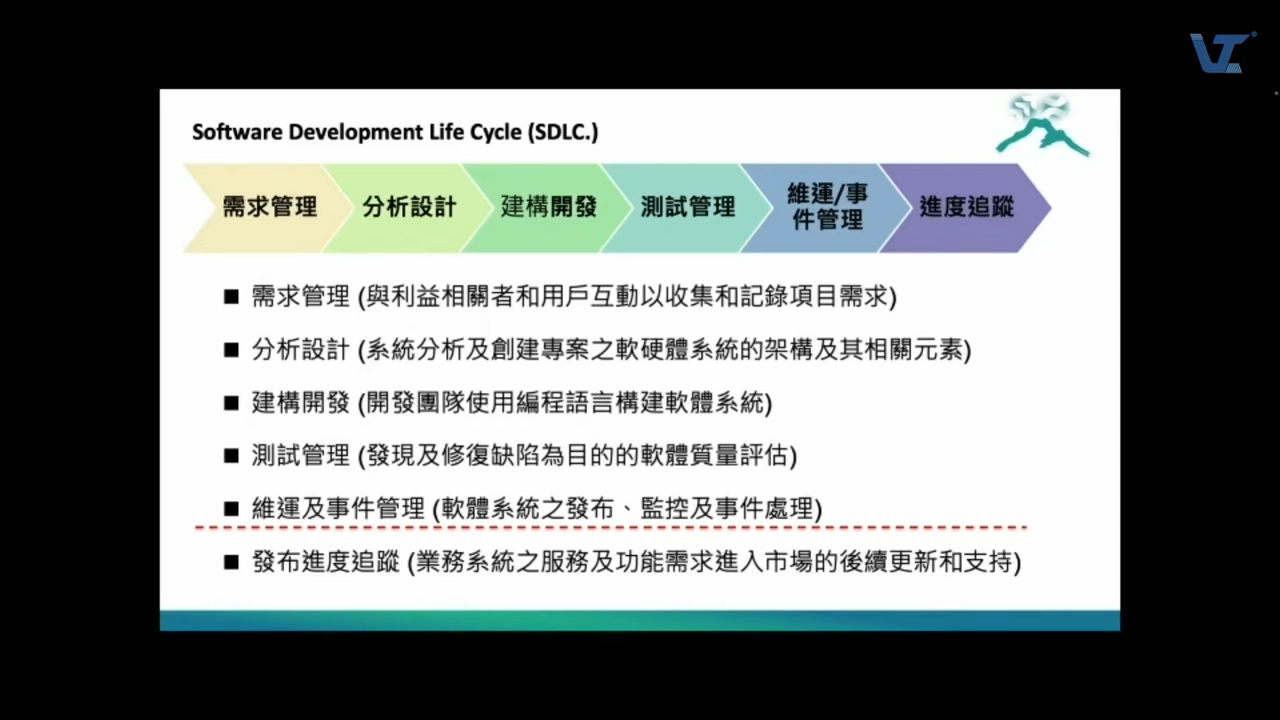 Software Development Life Cycle (SDLC.)
需求管理
分析設計
建構開發
測試管理
維運/事
件管理
進度追蹤
■ 需求管理 (與利益相關者和用戶互動以收集和記錄項目需求)
■ 分析設計 (系統分析及創建專案之軟硬體系統的架構及其相關元素)
■ 建構開發 (開發團隊使用編程語言構建軟體系統)
■ 測試管理 (發現及修復缺陷為目的的軟體質量評估)
■ 維運及事件管理 (軟體系統之發布、監控及事件處理)
■ 發布進度追蹤 (業務系統之服務及功能需求進入市場的後續更新和支持)